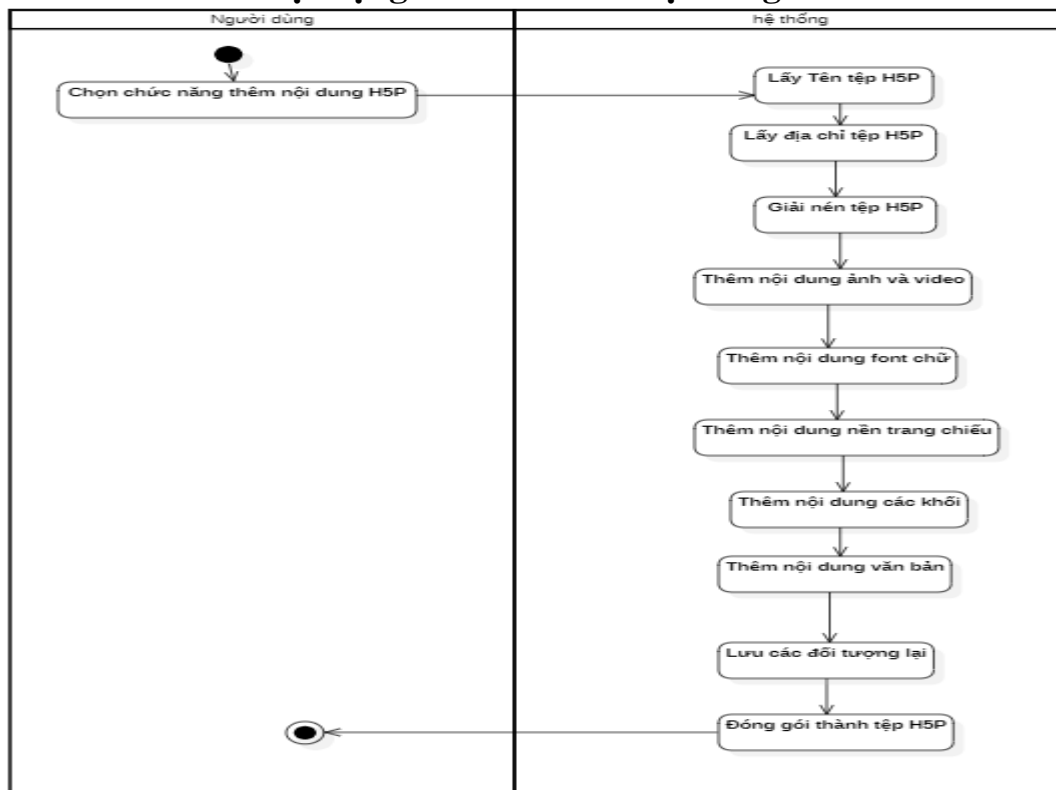 Người dùng
hệ thống
Chọn chức năng thêm nội dung H5P
Lấy Tên tệp H5P
Lấy địa chỉ tệp H5P
Giải nén tệp H5P
Thêm nội dung ảnh và video
Thêm nội dung font chữ
Thêm nội dung nền trang chiếu
Thêm nội dung các khối
Thêm nội dung văn bản
Lưu các đối tượng lại
Đóng gói thành tệp H5P